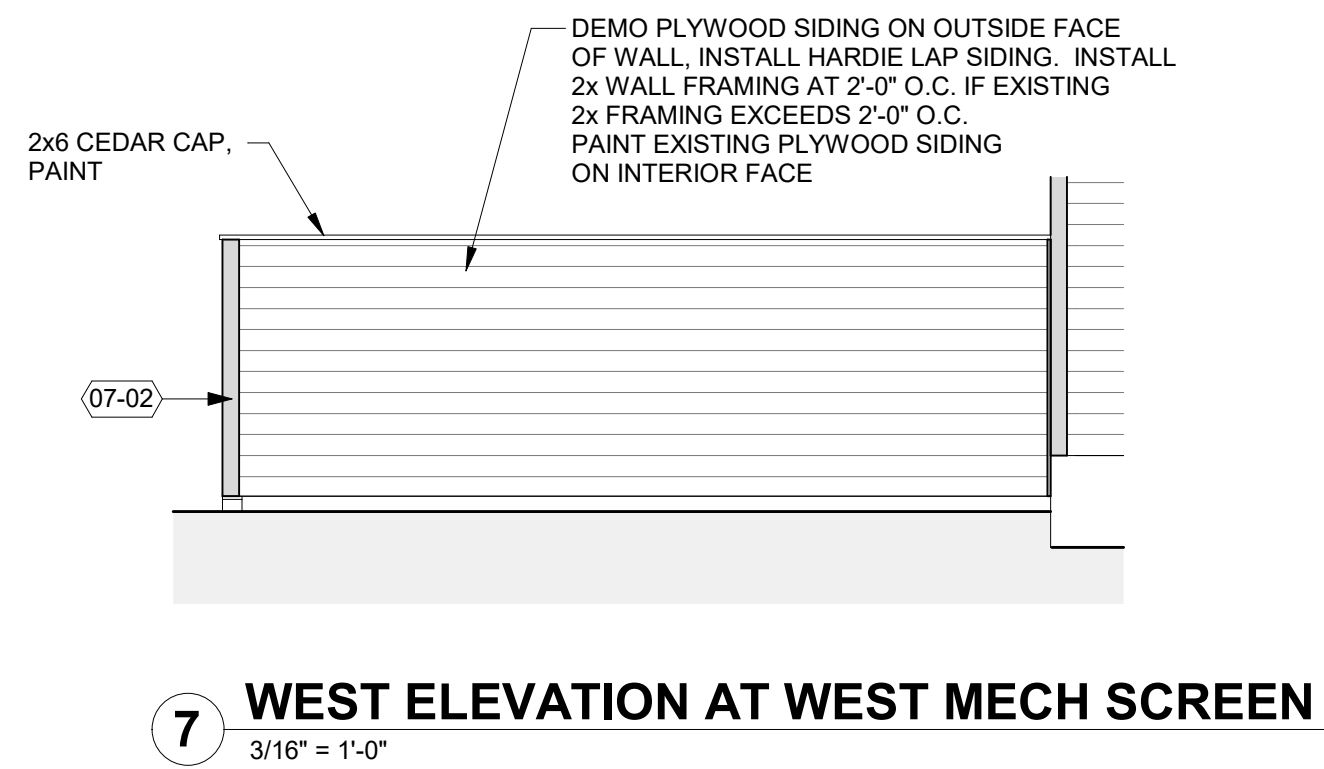 DEMO PLYWOOD SIDING ON OUTSIDE FACE
OF WALL, INSTALL HARDIE LAP SIDING.  INSTALL
2x WALL FRAMING AT 2'-0" O.C. IF EXISTING
2x FRAMING EXCEEDS 2'-0" O.C.
PAINT EXISTING PLYWOOD SIDING
ON INTERIOR FACE
2x6 CEDAR CAP,
PAINT
07-02
7
WEST ELEVATION AT WEST MECH SCREEN
3/16" = 1'-0"